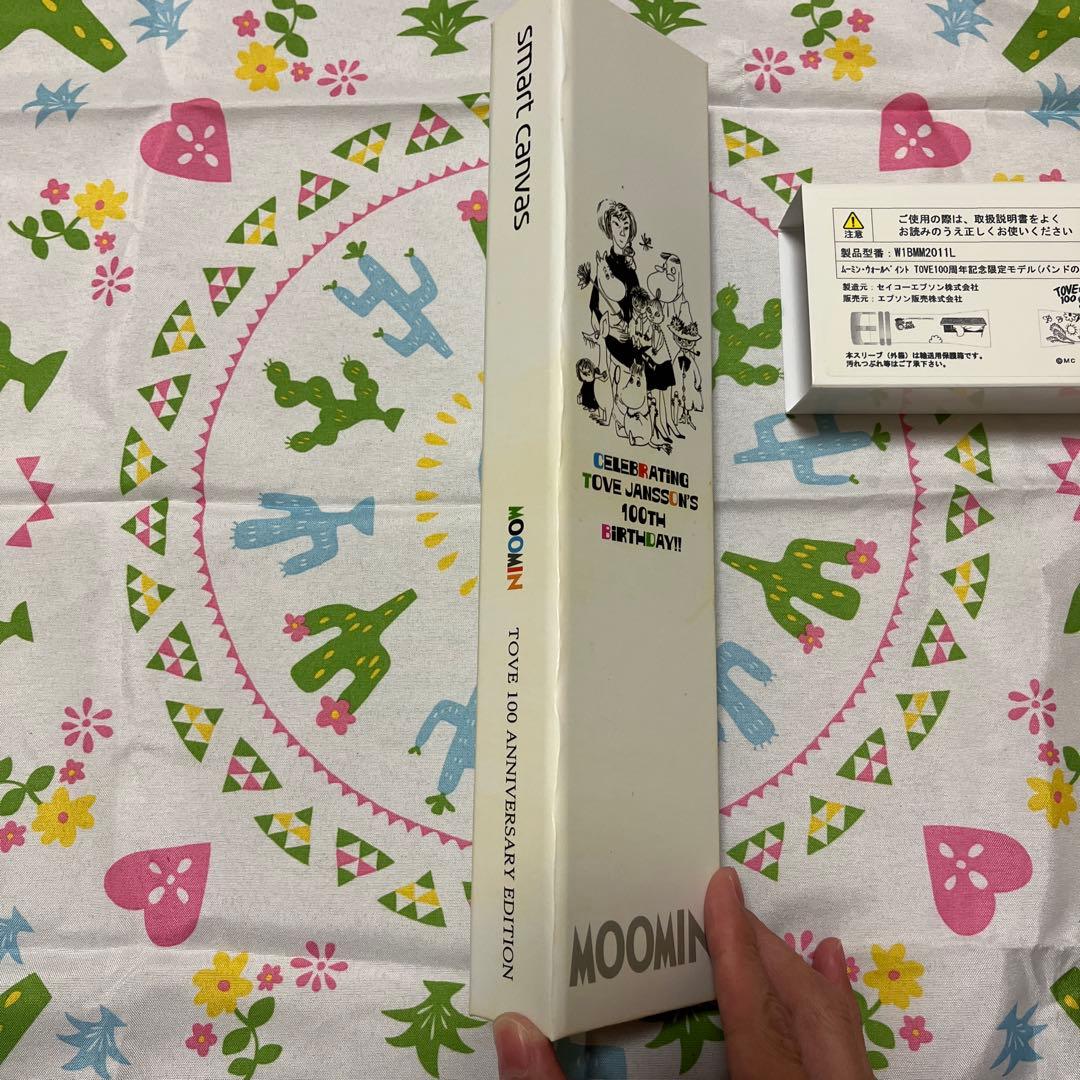 smart canvas
MOOMIN
TOVE 100 ANNIVERSARY EDITION
CELEBRATING
TOVE JANSSON'S
100TH
BIRTHDAY!!
MOOMIN
注意
ご使用の際は、取扱説明書をよく
お読みのうえ正しくお使いください
製品型番：W1BMM2011L
ムーミン・ウォールペイント TOVE100周年記念限定モデル(バンドの
製造元：セイコーエプソン株式会社
販売元：エプソン販売株式会社
TOVE
100
本スリーブ（外箱）は輸送用保護箱です。
汚れつぶれ等はご了承下さい。
©MC